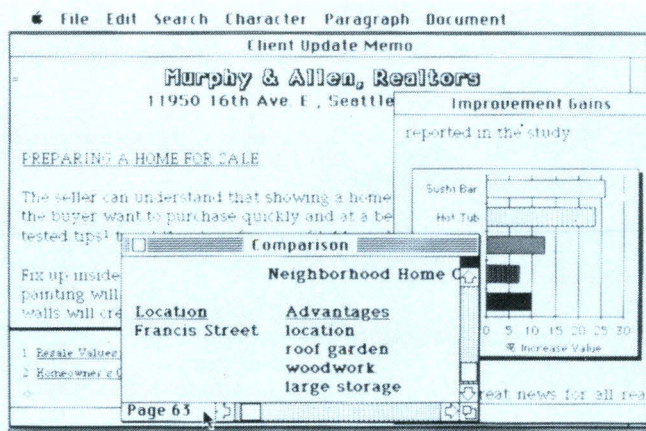 File Edit Search Character Paragraph Document
Client Update Memo
Murphy & Allen, Realtors
11950 16th Ave. E., Seattle
PREPARING A HOME FOR SALE
The seller can understand that showing a home
the buyer want to purchase quickly and at a be
tested tips¹
Fix up inside
painting will
walls will cre
1 Resale Values
2 Homeowner's
Improvement Gains
reported in the study
Sushi Bar
Hot Tub
0 5 10 15 20 25 30
% Increase Value
reat news for all rea
Comparison
Neighborhood Home
Location Advantages
Francis Street location
roof garden
woodwork
large storage
Page 63